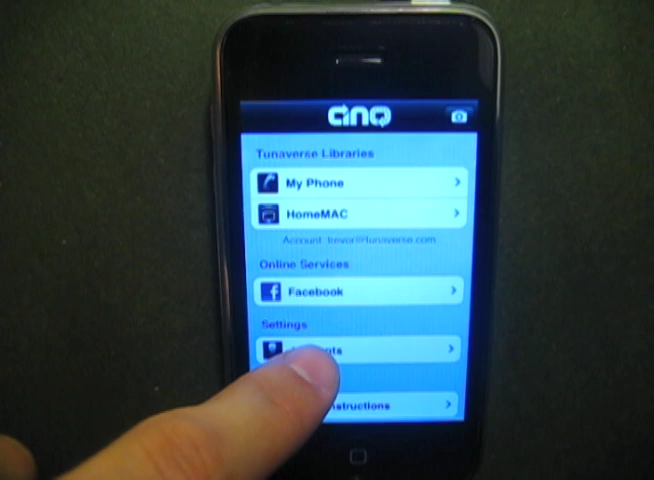 cinq
Tunaverse Libraries
My Phone
HomeMAC
Account: trevor@tunaverse.com
Online Services
Facebook
Settings